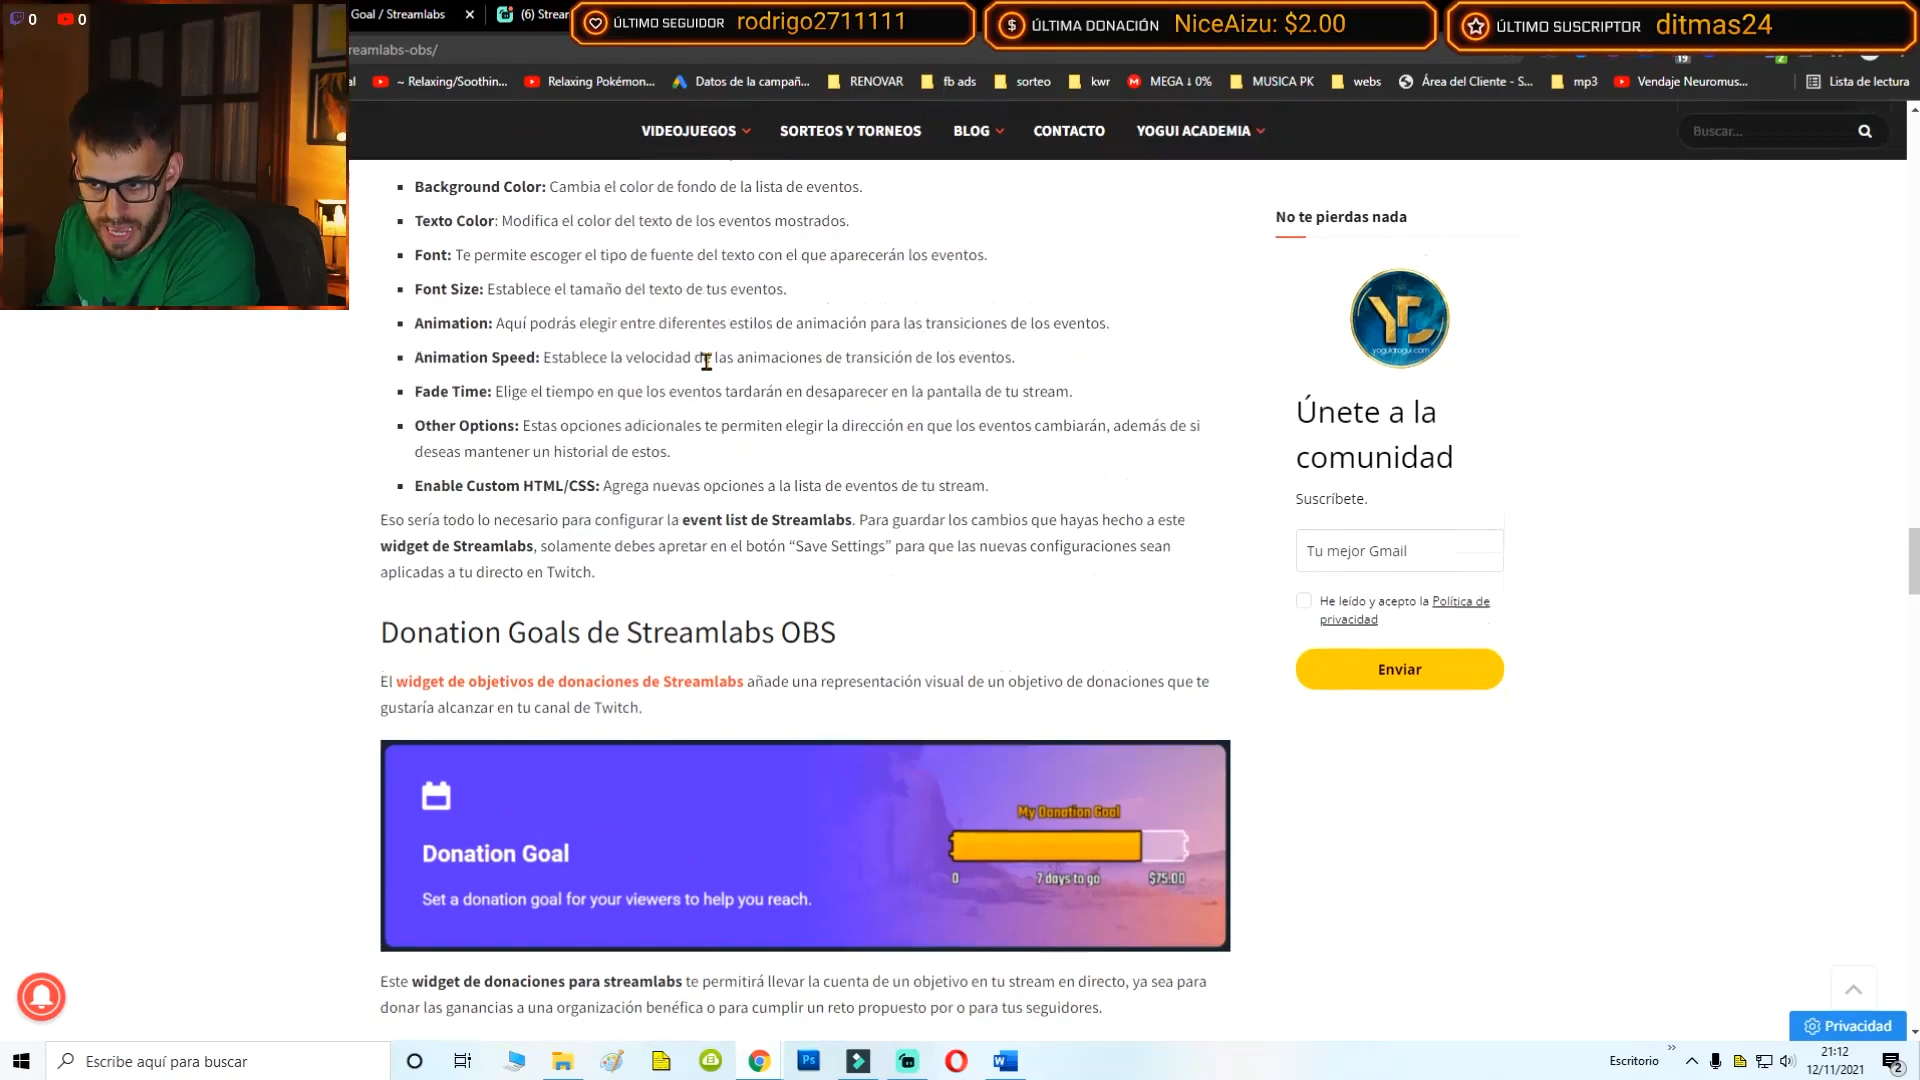 0 0
Goal / Streamlabs
(6) Strear
ÚLTIMO SEGUIDOR rodrigo2711111
ÚLTIMA DONACIÓN NiceAizu: $2.00
ÚLTIMO SUSCRIPTOR ditmas24
reamlabs-obs/
al ~ Relaxing/Soothin... Relaxing Pokémon... Datos de la campañ... RENOVAR fb ads sorteo kwr MEGA ↓ 0% MUSICA PK webs Área del Cliente - S... mp3 Vendaje Neuromus... Lista de lectura
VIDEOJUEGOS SORTEOS Y TORNEOS BLOG CONTACTO YOGUI ACADEMIA Buscar...
Background Color: Cambia el color de fondo de la lista de eventos.
Texto Color: Modifica el color del texto de los eventos mostrados.
Font: Te permite escoger el tipo de fuente del texto con el que aparecerán los eventos.
Font Size: Establece el tamaño del texto de tus eventos.
Animation: Aquí podrás elegir entre diferentes estilos de animación para las transiciones de los eventos.
Animation Speed: Establece la velocidad de las animaciones de transición de los eventos.
Fade Time: Elige el tiempo en que los eventos tardarán en desaparecer en la pantalla de tu stream.
Other Options: Estas opciones adicionales te permiten elegir la dirección en que los eventos cambiarán, además de si
deseas mantener un historial de estos.
Enable Custom HTML/CSS: Agrega nuevas opciones a la lista de eventos de tu stream.
Eso sería todo lo necesario para configurar la event list de Streamlabs. Para guardar los cambios que hayas hecho a este
widget de Streamlabs, solamente debes apretar en el botón “Save Settings” para que las nuevas configuraciones sean
aplicadas a tu directo en Twitch.
Donation Goals de Streamlabs OBS
El widget de objetivos de donaciones de Streamlabs añade una representación visual de un objetivo de donaciones que te
gustaría alcanzar en tu canal de Twitch.
Donation Goal
Set a donation goal for your viewers to help you reach.
My Donation Goal
0 7 days to go $75.00
Este widget de donaciones para streamlabs te permitirá llevar la cuenta de un objetivo en tu stream en directo, ya sea para
donar las ganancias a una organización benéfica o para cumplir un reto propuesto por o para tus seguidores.
No te pierdas nada
Únete a la
comunidad
Suscríbete.
Tu mejor Gmail
He leído y acepto la Política de
privacidad
Enviar
Privacidad
Escribe aquí para buscar
Ps
Escritorio
21:12
12/11/2021
2